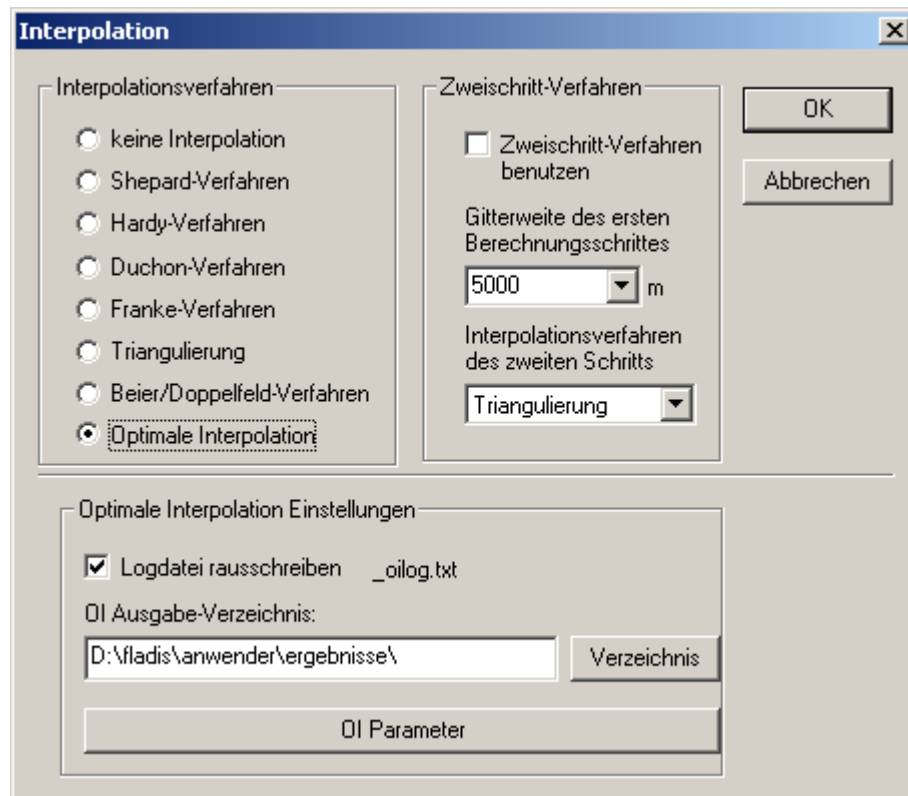 Interpolation
Interpolationsverfahren
keine Interpolation
Shepard-Verfahren
Hardy-Verfahren
Duchon-Verfahren
Franke-Verfahren
Triangulierung
Beier/Doppelfeld-Verfahren
Optimale Interpolation
Zweischritt-Verfahren
Zweischritt-Verfahren
benutzen
Gitterweite des ersten
Berechnungsschrittes
5000 m
Interpolationsverfahren
des zweiten Schritts
Triangulierung
OK
Abbrechen
Optimale Interpolation Einstellungen
Logdatei rausschreiben _oilog.txt
OI Ausgabe-Verzeichnis:
D:\fladis\anwender\ergebnisse\ Verzeichnis
OI Parameter